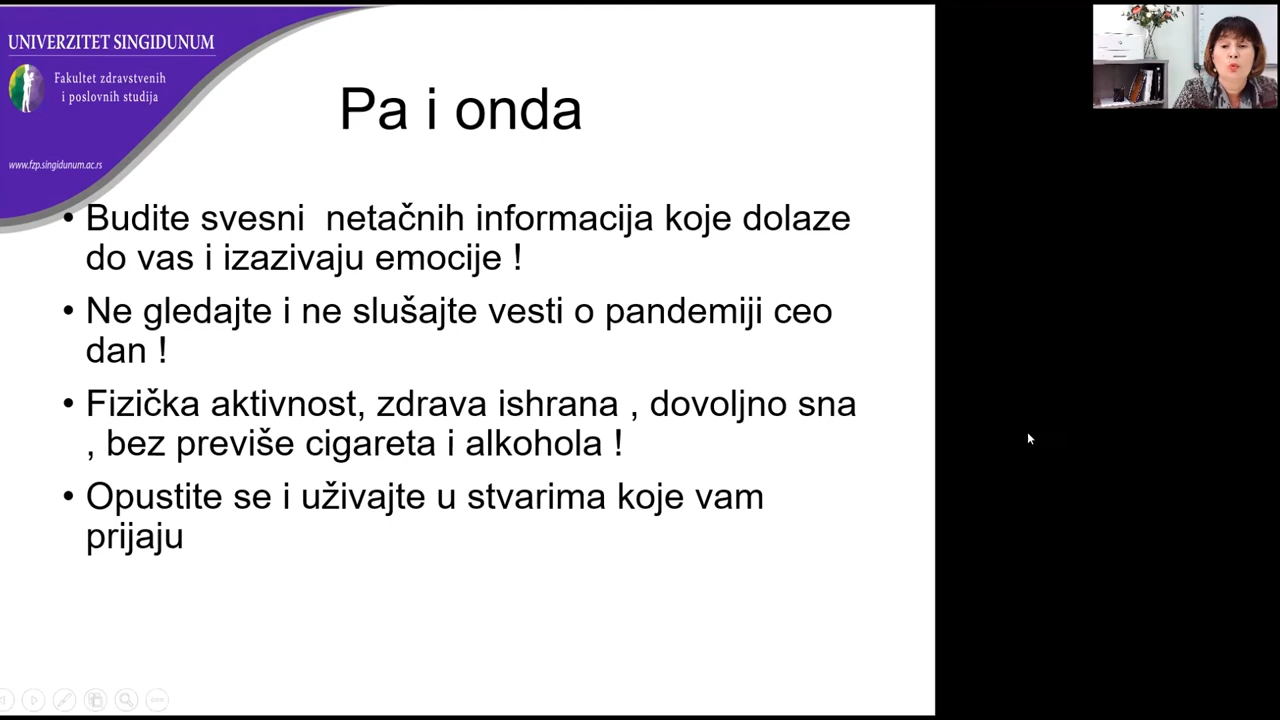 UNIVERZITET SINGIDUNUM
Fakultet zdravstvenih
i poslovnih studija
www.fzp.singidunum.ac.rs
Pa i onda
• Budite svesni  netačnih informacija koje dolaze
do vas i izazivaju emocije !
• Ne gledajte i ne slušajte vesti o pandemiji ceo
dan !
• Fizička aktivnost, zdrava ishrana , dovoljno sna
, bez previše cigareta i alkohola !
• Opustite se i uživajte u stvarima koje vam
prijaju